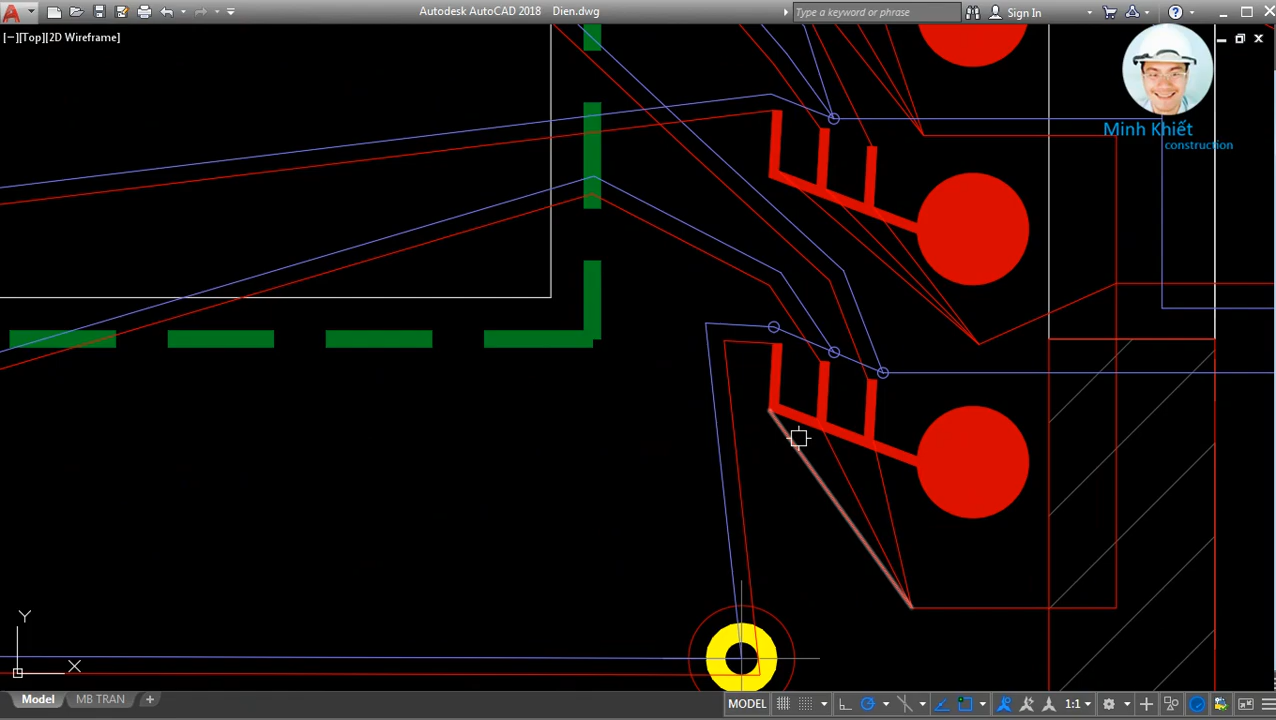 Autodesk AutoCAD 2018 Dien.dwg
Type a keyword or phrase
Sign In
[−][Top][2D Wireframe]
Minh Khiết
construction
Y
X
Model
MB TRAN
MODEL
1:1